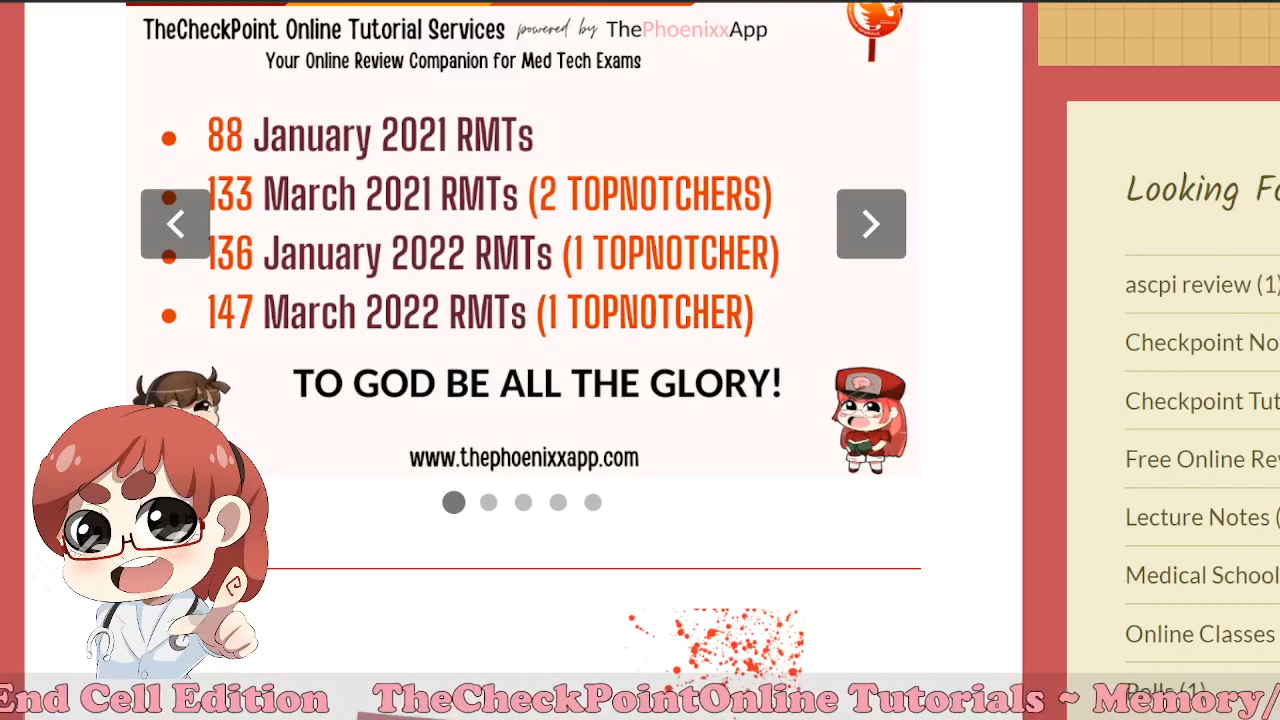 TheCheckPoint Online Tutorial Services powered by ThePhoenixxApp
Your Online Review Companion for Med Tech Exams
• 88 January 2021 RMTs
• 133 March 2021 RMTs (2 TOPNOTCHERS)
• 136 January 2022 RMTs (1 TOPNOTCHER)
• 147 March 2022 RMTs (1 TOPNOTCHER)
TO GOD BE ALL THE GLORY!
www.thephoenixxapp.com
Looking Fo
ascpi review (1)
Checkpoint No
Checkpoint Tut
Free Online Re
Lecture Notes (
Medical School
Online Classes
Polls (1)
End Cell Edition TheCheckPointOnline Tutorials ~ Memory/